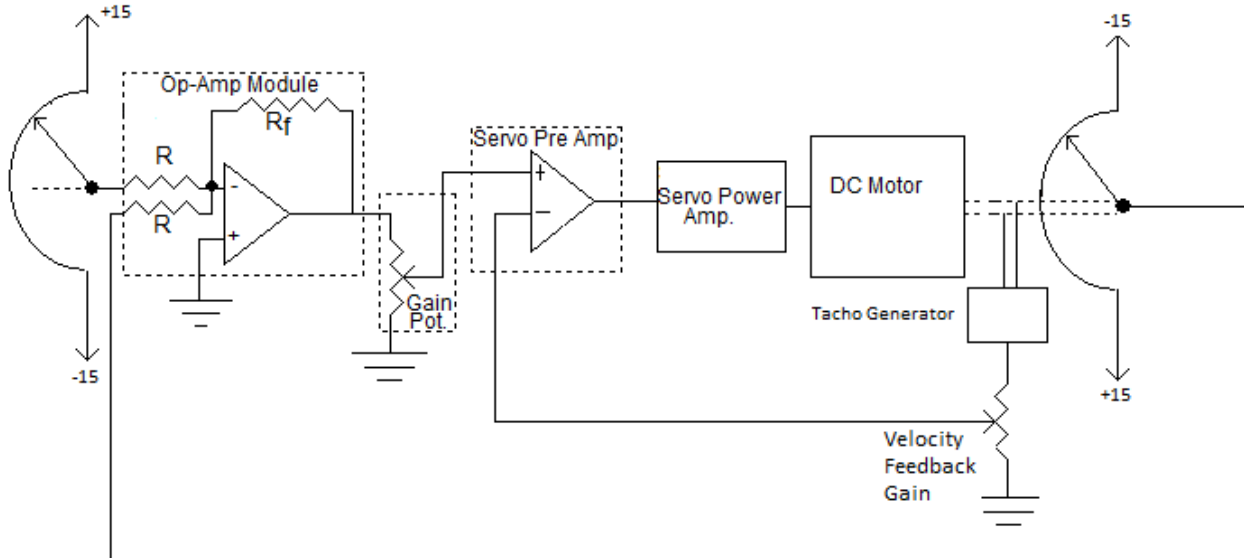 +15
-15
Op-Amp Module
Rf
Servo Pre Amp
DC Motor
R
-
+
Servo Power
Amp.
R
+
−
Gain
Pot.
Tacho Generator
-15
+15
Velocity
Feedback
Gain